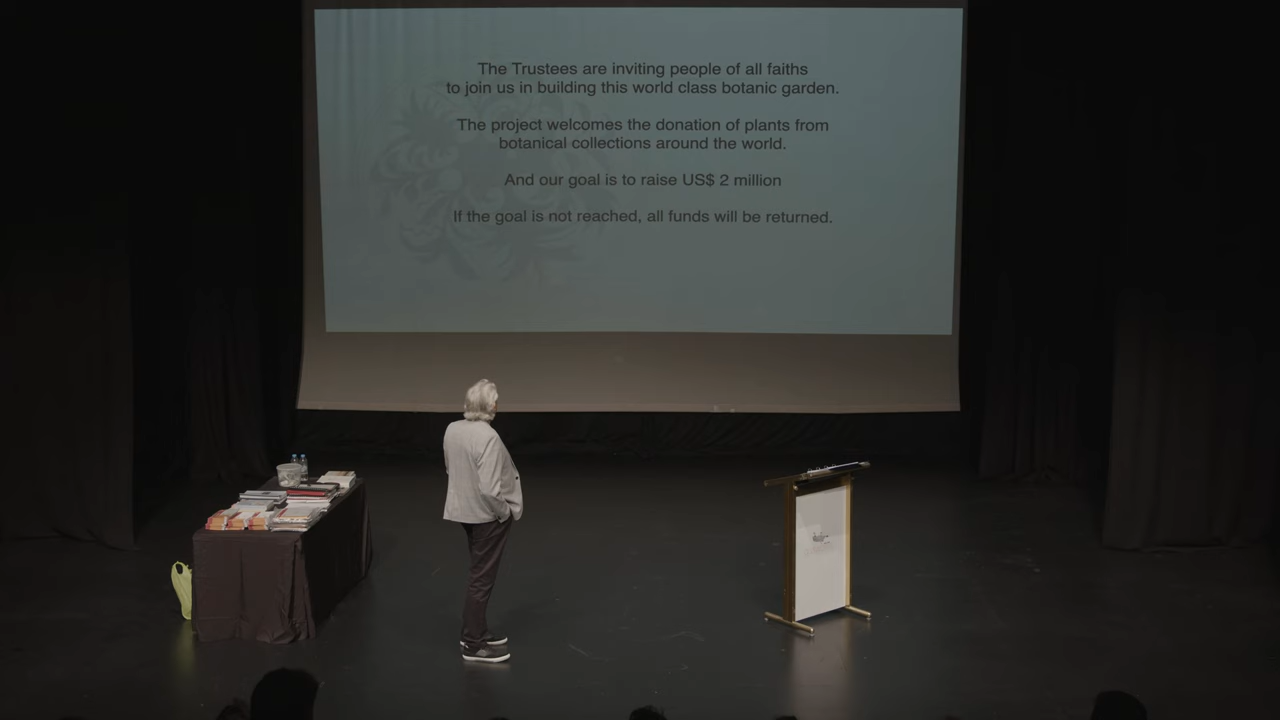 The Trustees are inviting people of all faiths
to join us in building this world class botanic garden.
The project welcomes the donation of plants from
botanical collections around the world.
And our goal is to raise US$ 2 million
If the goal is not reached, all funds will be returned.